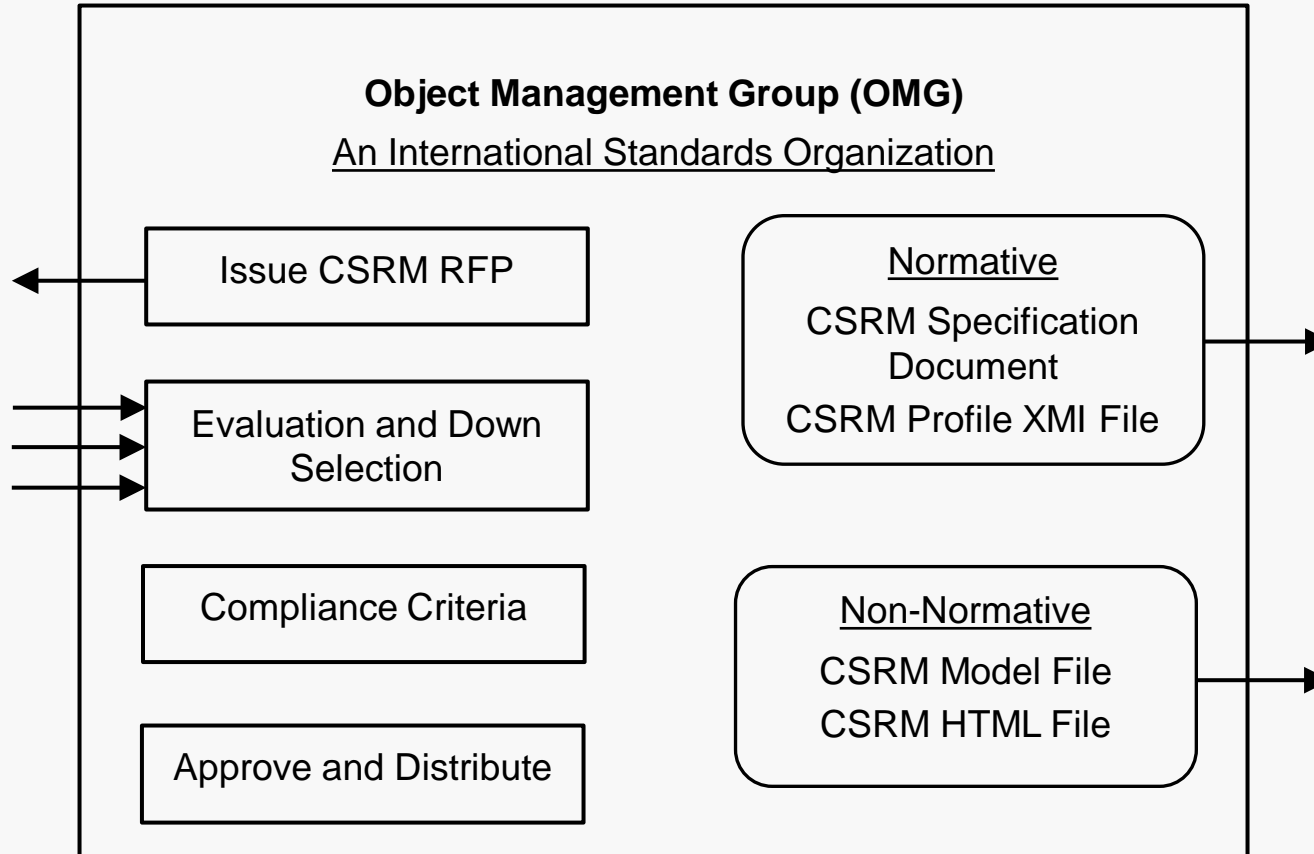 Object Management Group (OMG)
An International Standards Organization
Issue CSRM RFP
Evaluation and Down
Selection
Compliance Criteria
Approve and Distribute
Normative
CSRM Specification
Document
CSRM Profile XMI File
Non-Normative
CSRM Model File
CSRM HTML File